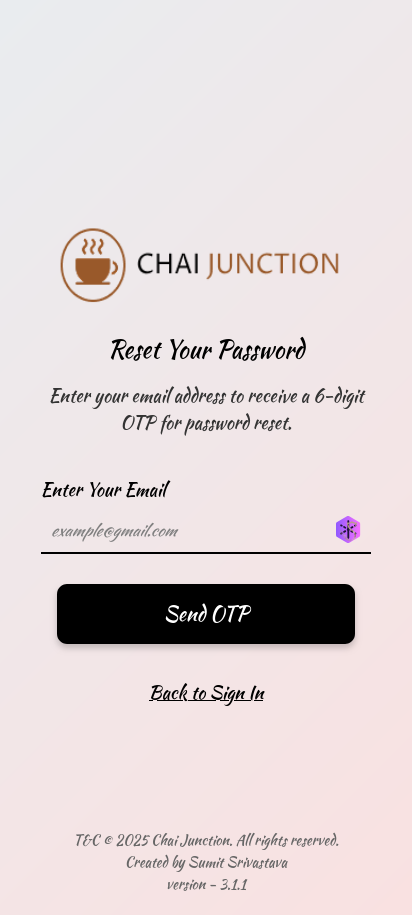 CHAI JUNCTION
Reset Your Password
Enter your email address to receive a 6-digit
OTP for password reset.
Enter Your Email
example@gmail.com
Send OTP
Back to Sign In
T&C © 2025 Chai Junction. All rights reserved.
Created by Sumit Srivastava
version - 3.1.1